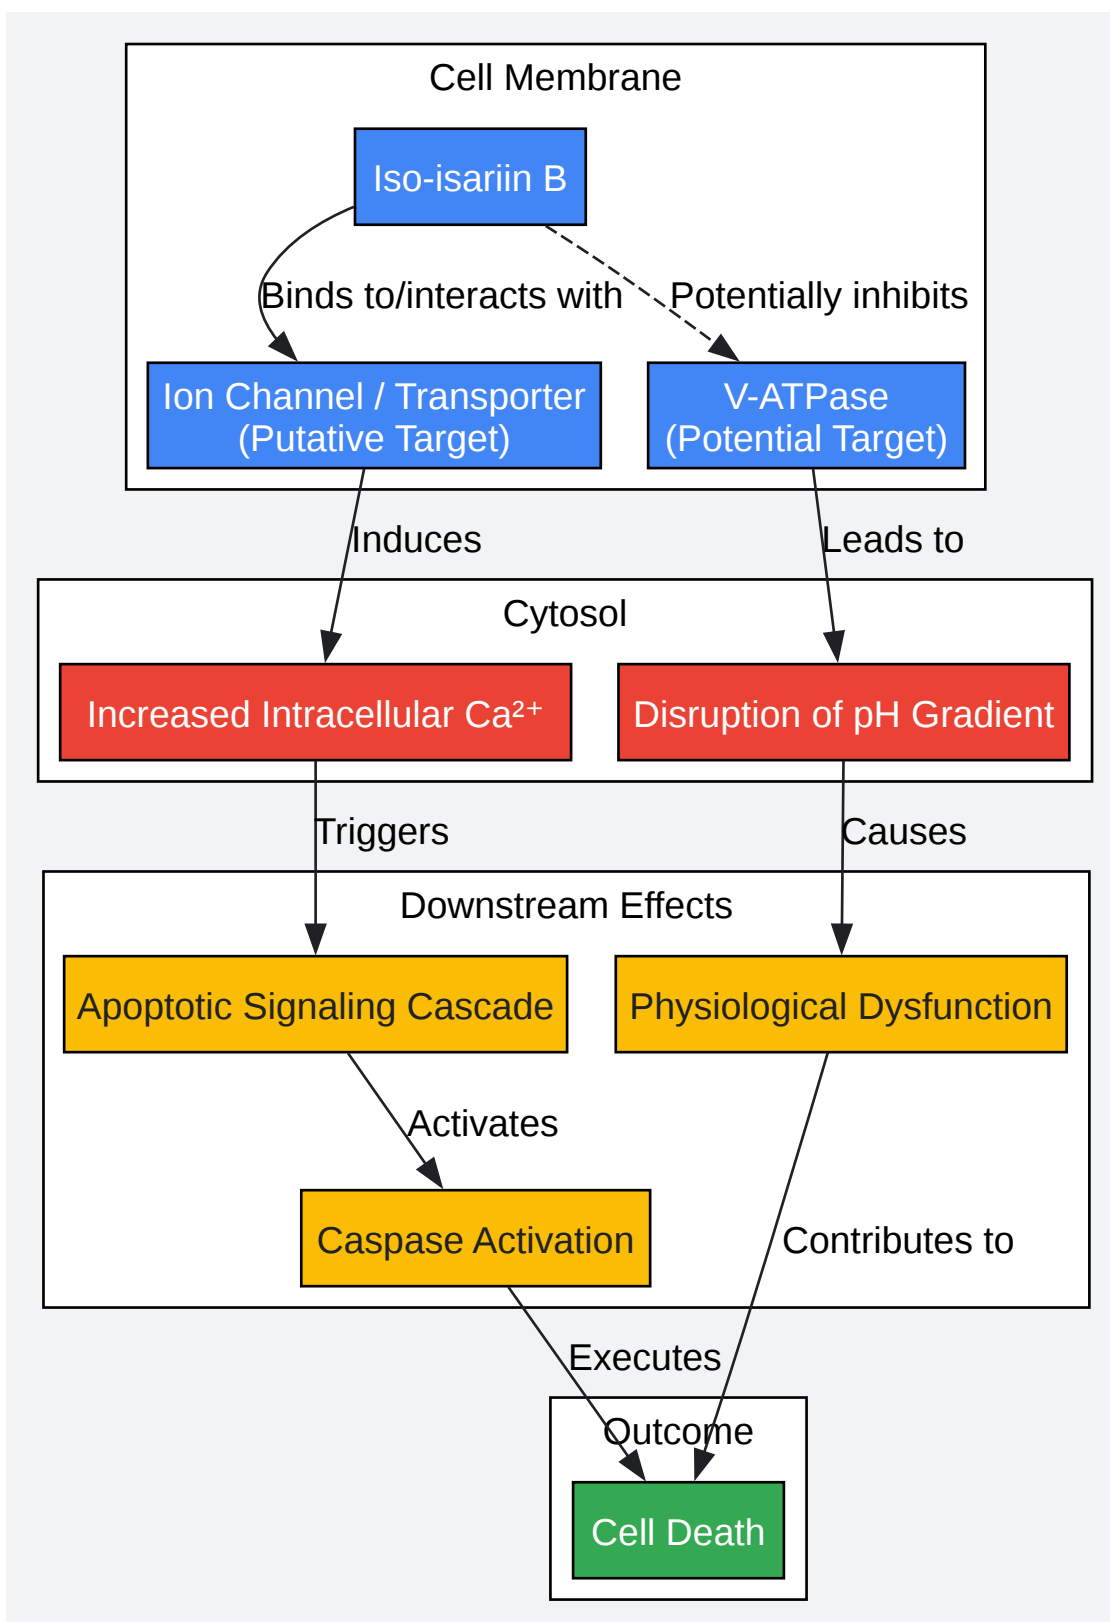 Cell Membrane
Iso-isariin B
Binds to/interacts with
Potentially inhibits
Ion Channel / Transporter
(Putative Target)
V-ATPase
(Potential Target)
Induces
Leads to
Cytosol
Increased Intracellular Ca²⁺
Disruption of pH Gradient
Triggers
Causes
Downstream Effects
Apoptotic Signaling Cascade
Physiological Dysfunction
Activates
Caspase Activation
Contributes to
Executes
Outcome
Cell Death